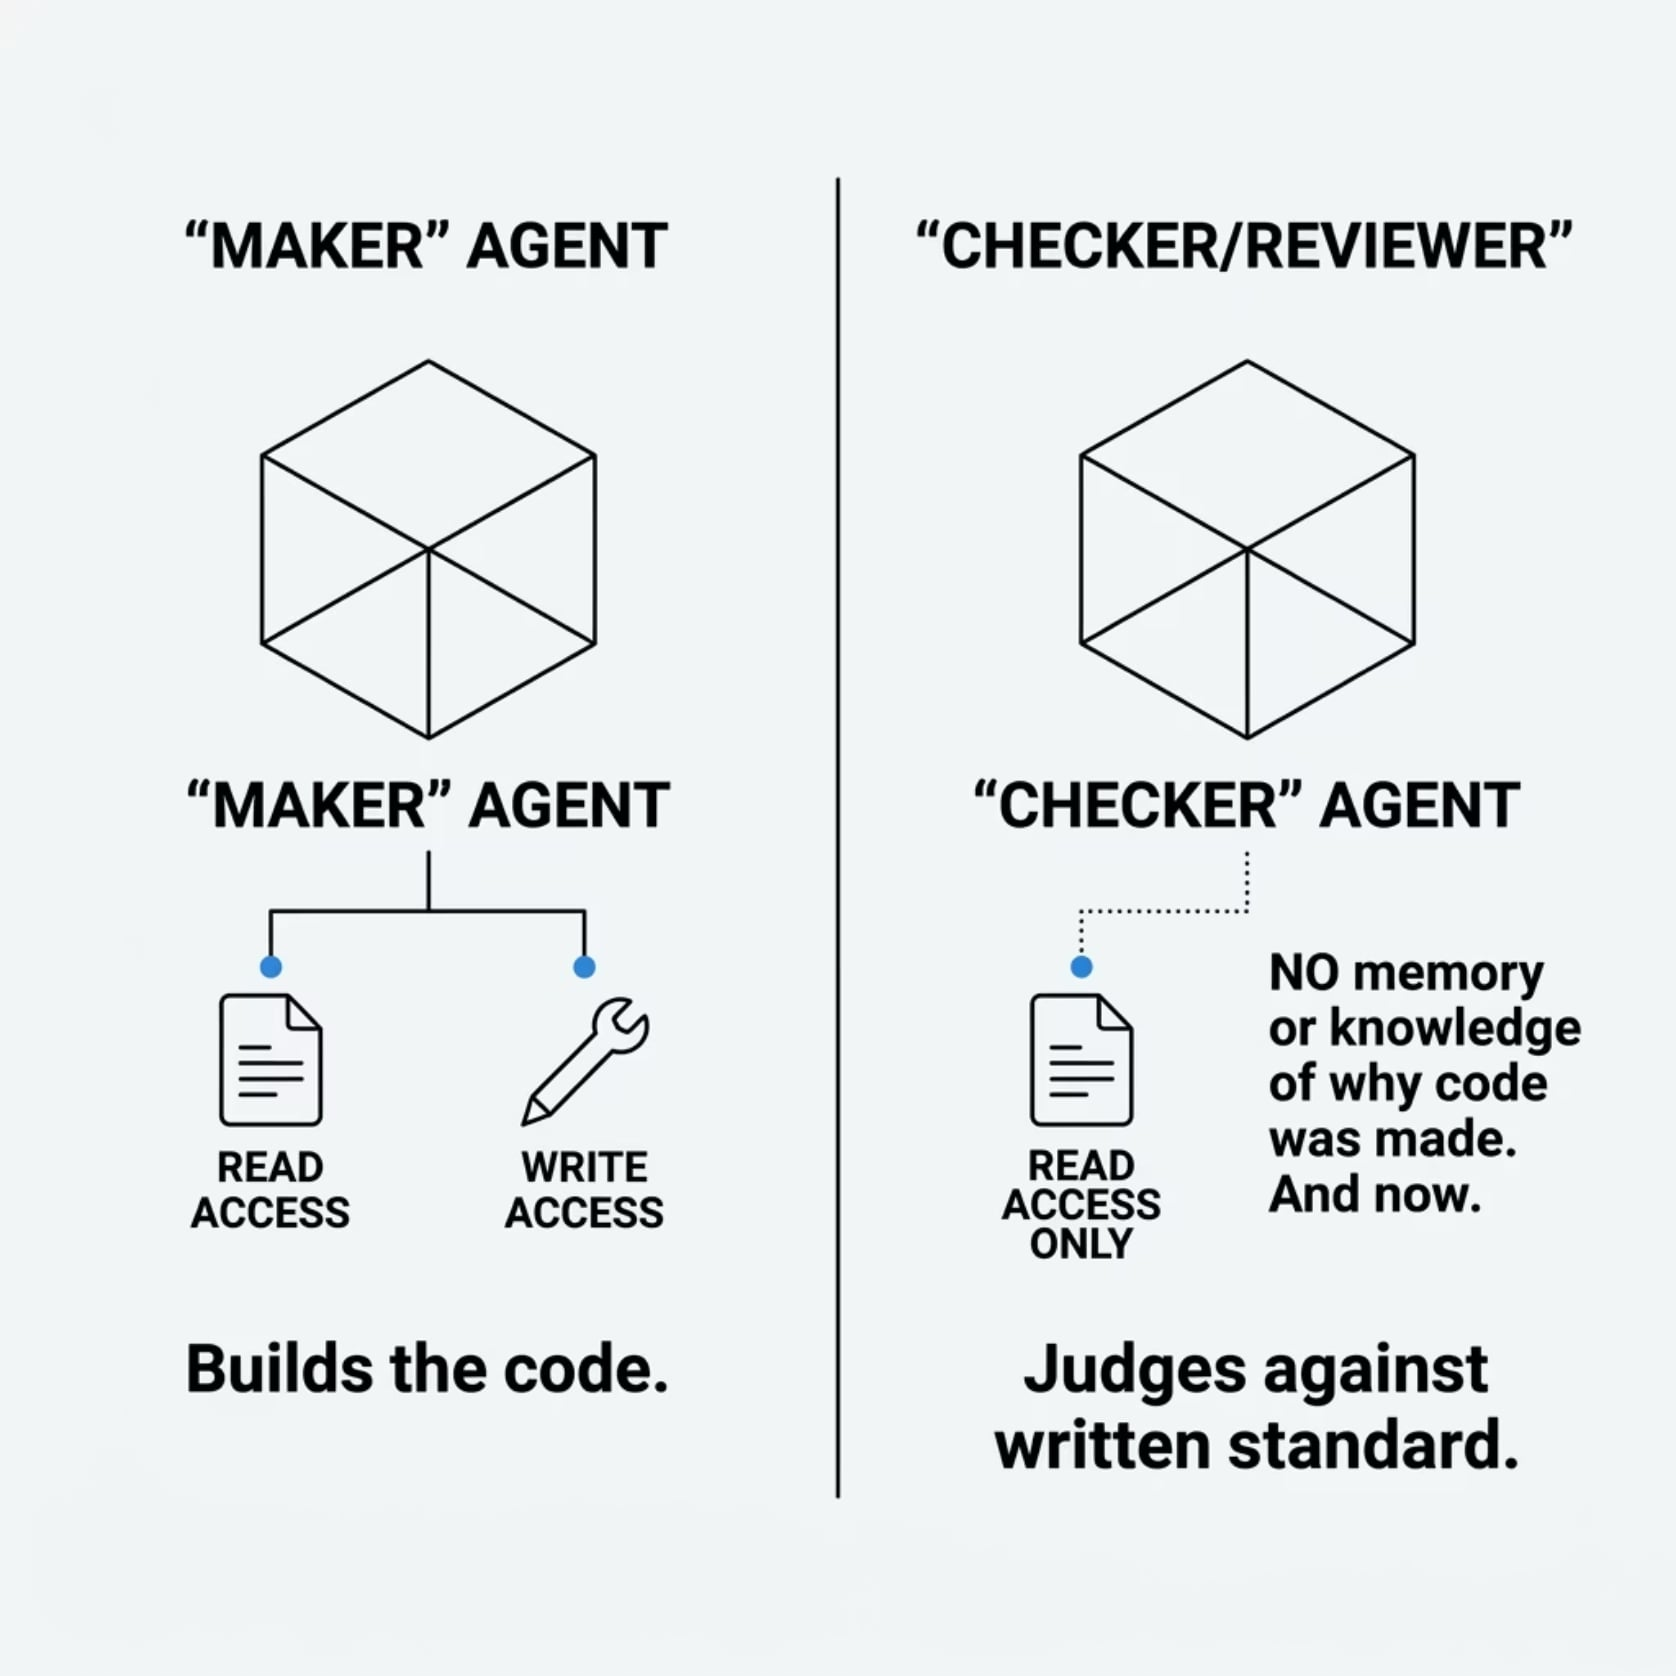 “MAKER” AGENT
“MAKER” AGENT
READ
ACCESS
WRITE
ACCESS
Builds the code.
“CHECKER/REVIEWER”
“CHECKER” AGENT
READ
ACCESS
ONLY
NO memory
or knowledge
of why code
was made.
And now.
Judges against
written standard.